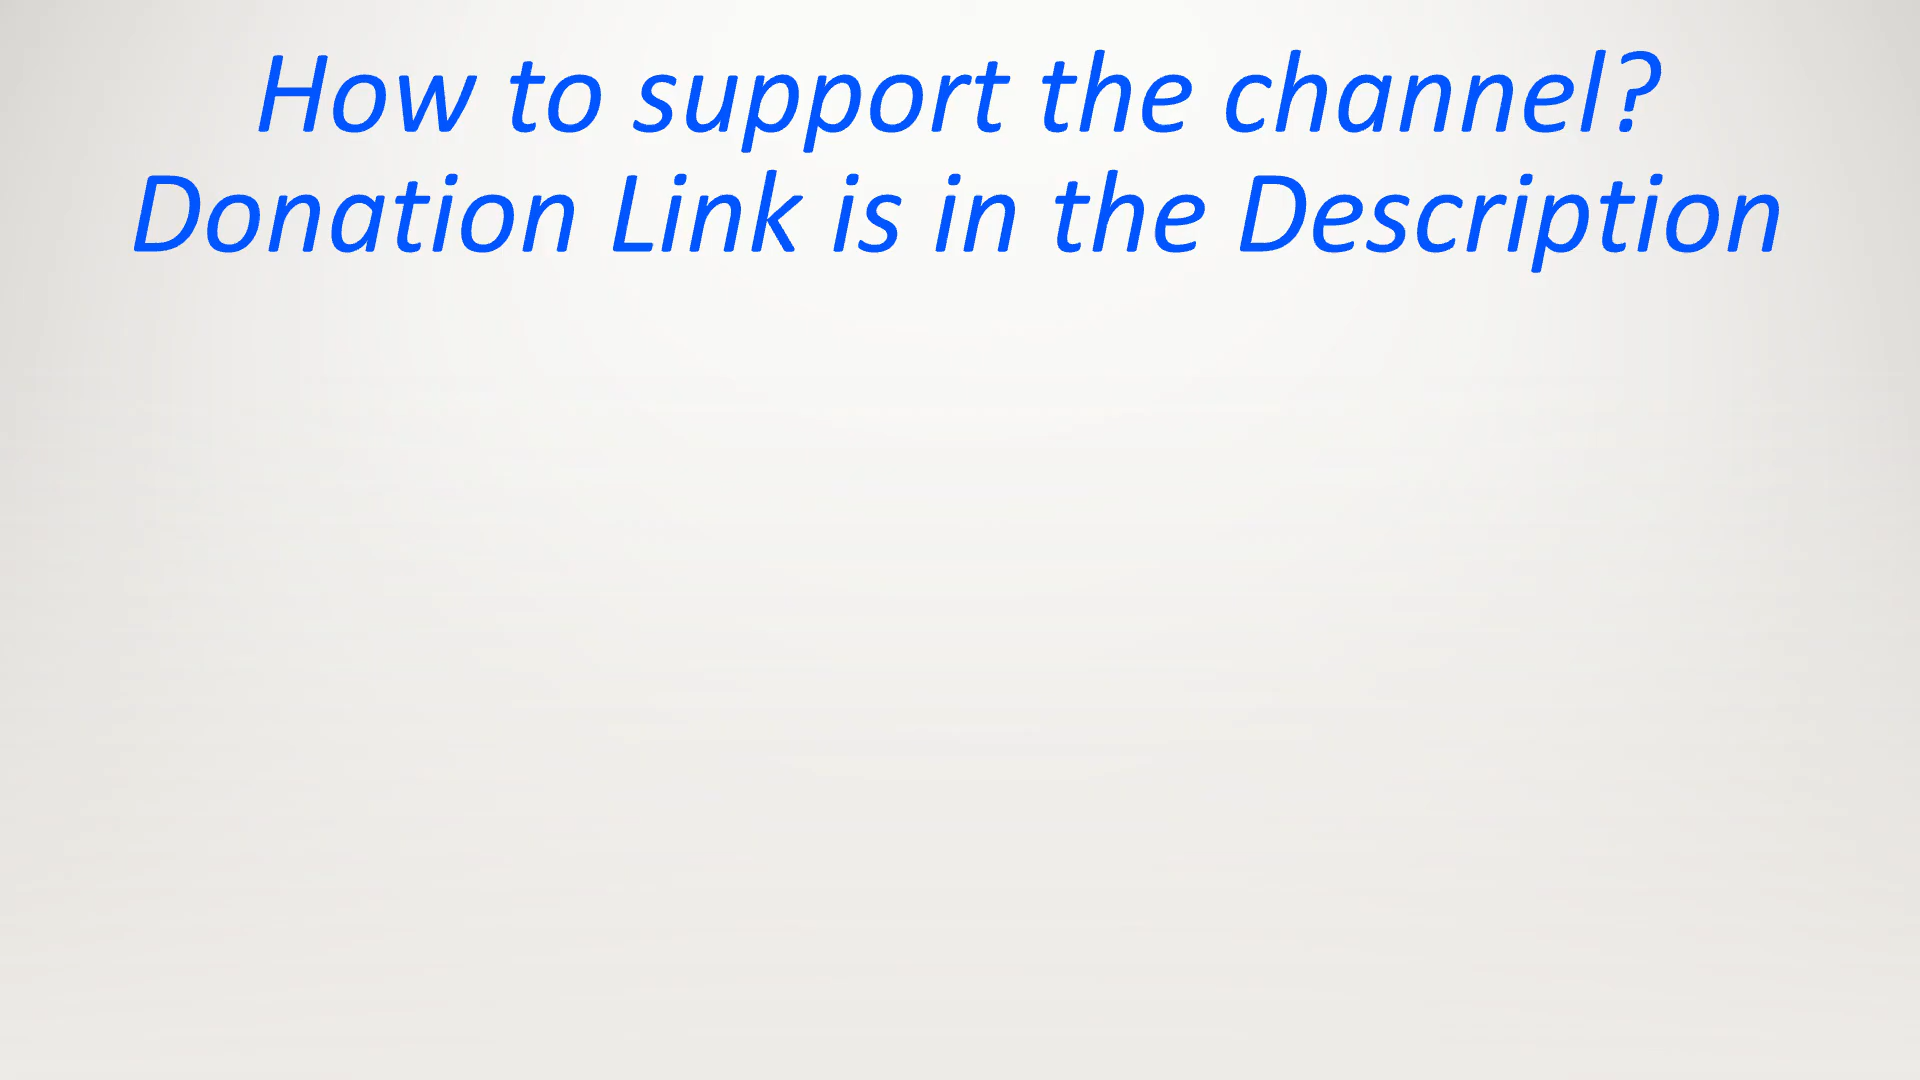 How to support the channel?
Donation Link is in the Description